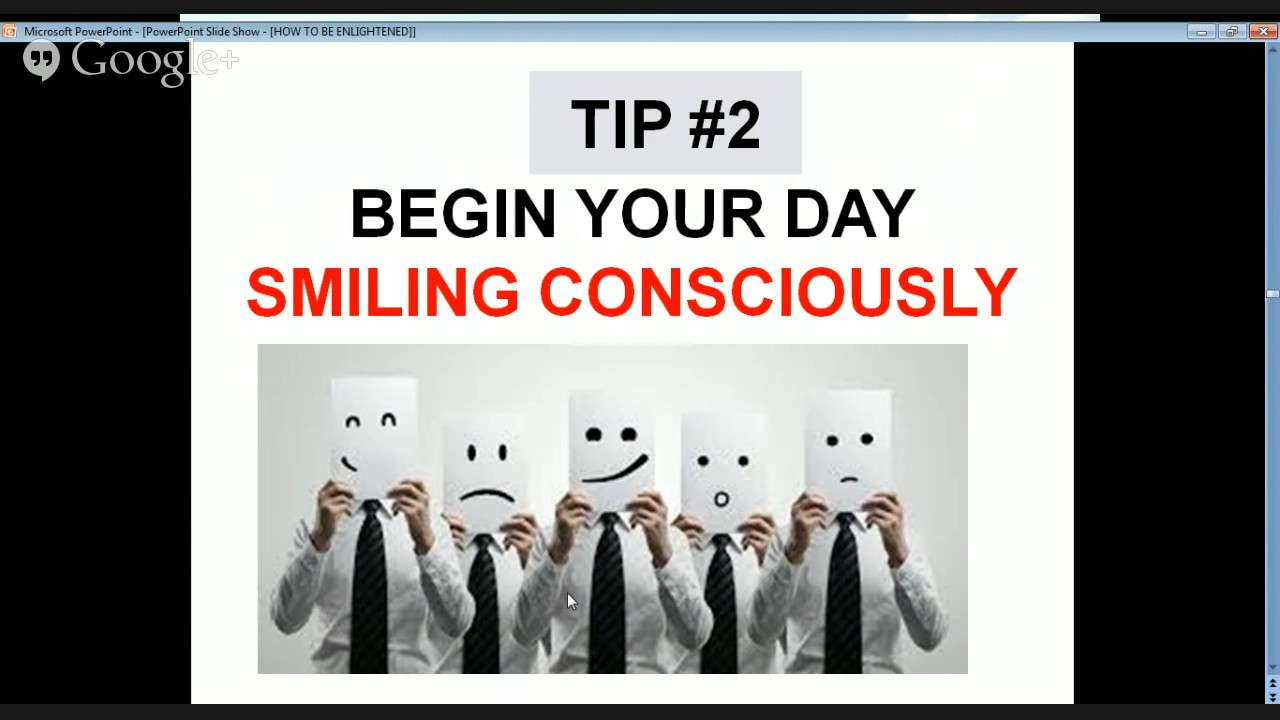 Microsoft PowerPoint - [PowerPoint Slide Show - [HOW TO BE ENLIGHTENED]]
Google+
TIP #2
BEGIN YOUR DAY
SMILING CONSCIOUSLY